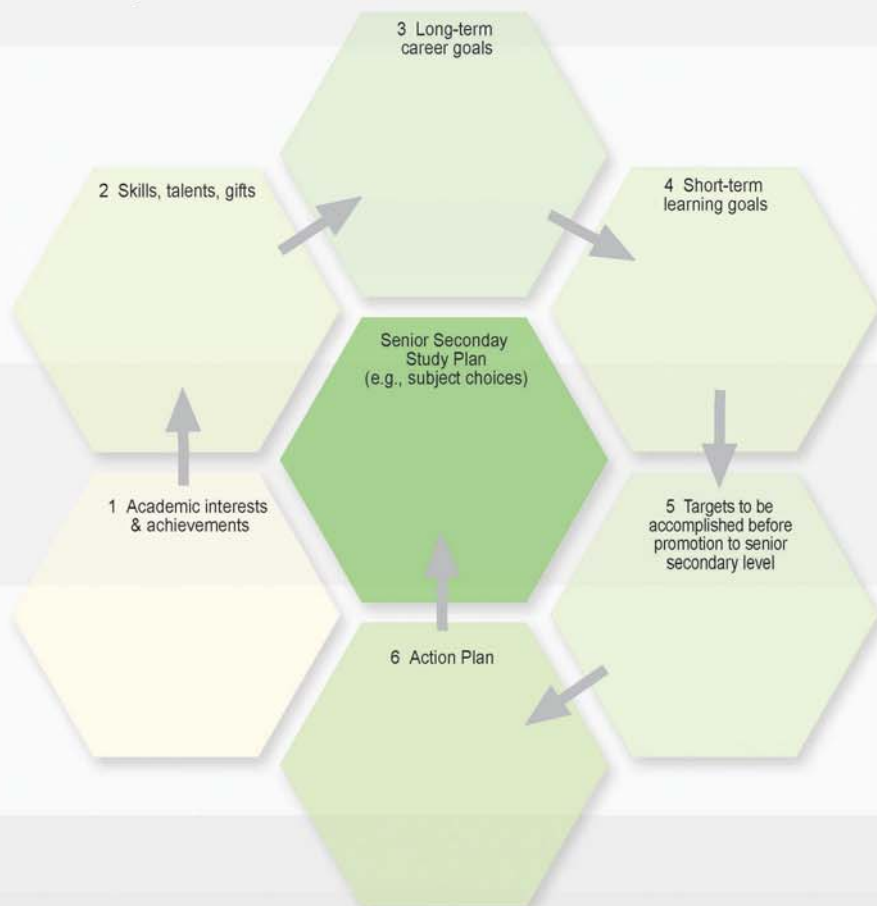 1 Academic interests
& achievements
2 Skills, talents, gifts
3 Long-term
career goals
4 Short-term
learning goals
5 Targets to be
accomplished before
promotion to senior
secondary level
6 Action Plan
Senior Seconday
Study Plan
(e.g., subject choices)